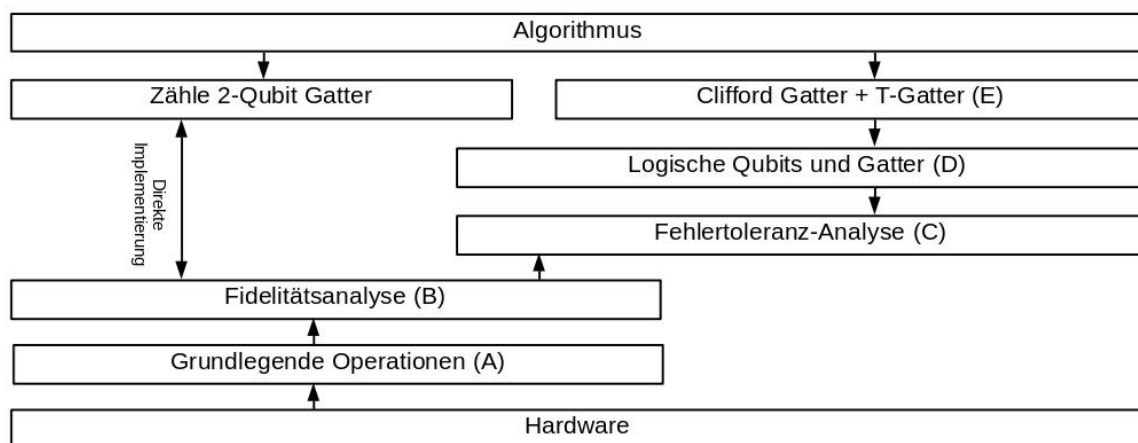 Algorithmus
Zähle 2-Qubit Gatter
Clifford Gatter + T-Gatter (E)
Direkte
Implementierung
Logische Qubits und Gatter (D)
Fehlertoleranz-Analyse (C)
Fidelitätsanalyse (B)
Grundlegende Operationen (A)
Hardware